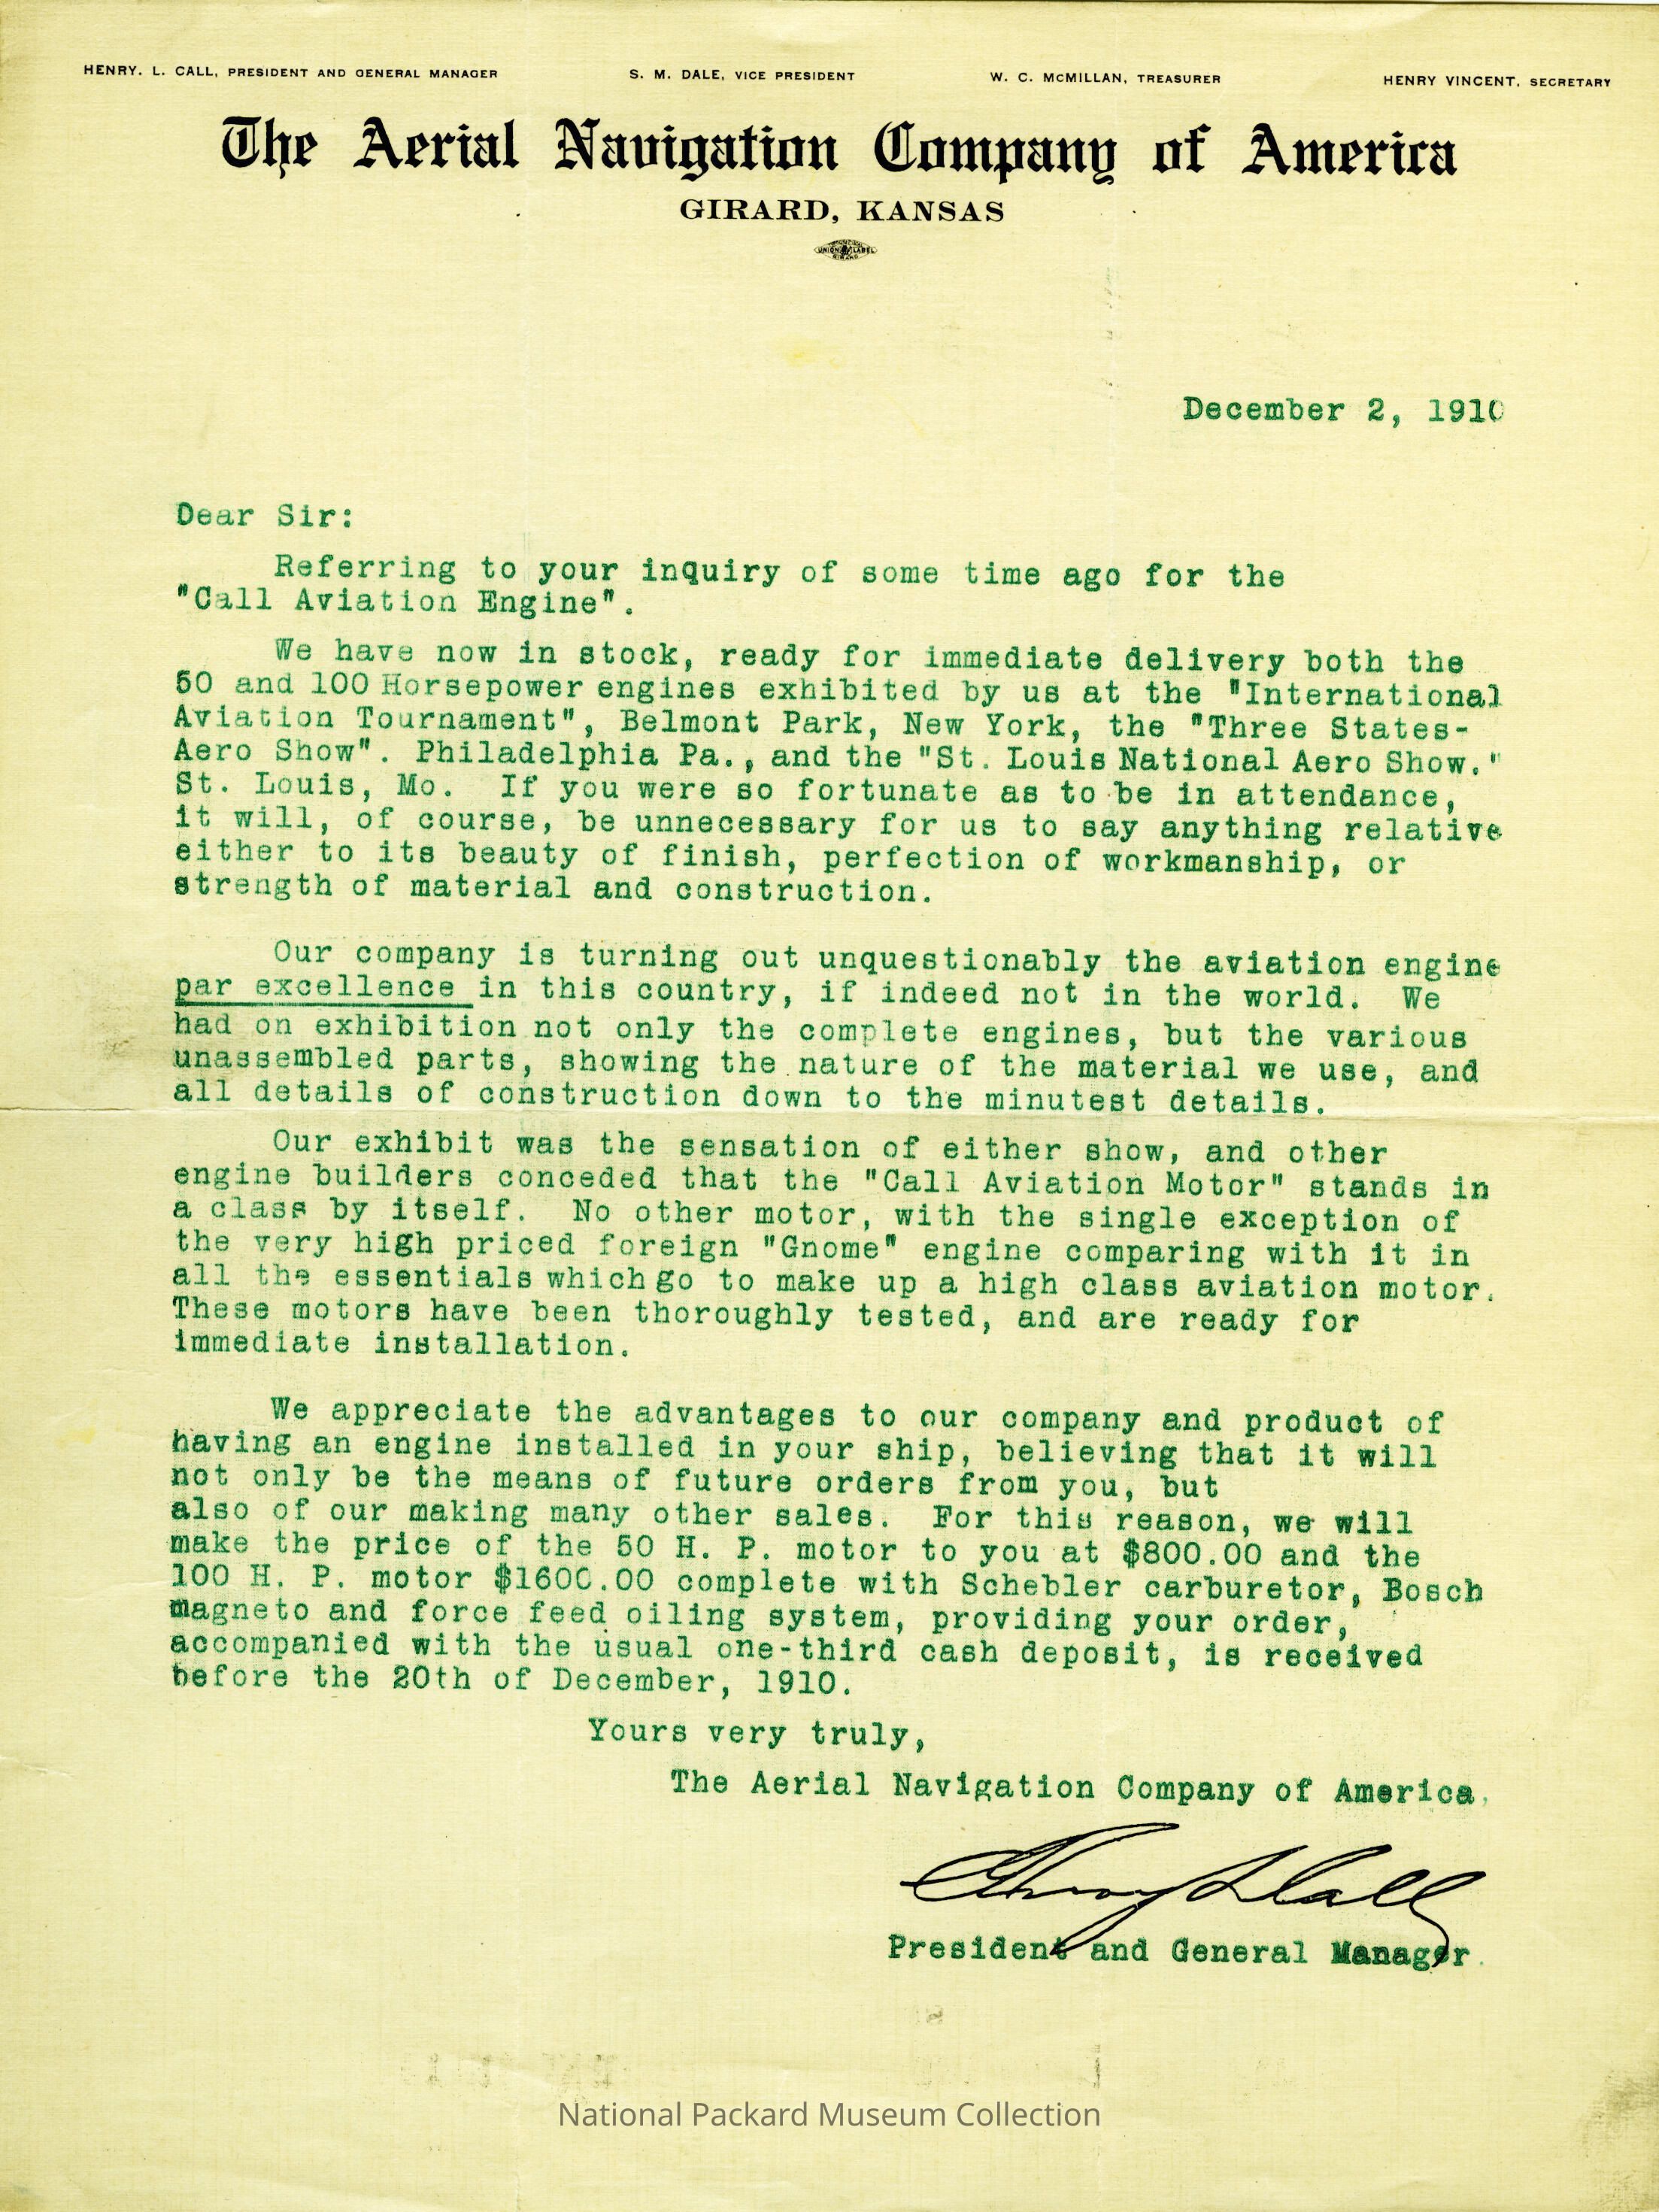 HENRY. L. CALL, PRESIDENT AND GENERAL MANAGER S. M. DALE, VICE PRESIDENT W. C. McMILLAN, TREASURER HENRY VINCENT, SECRETARY
The Aerial Navigation Company of America
GIRARD, KANSAS
UNION LABEL
December 2, 1910
Dear Sir:
Referring to your inquiry of some time ago for the
"Call Aviation Engine".
We have now in stock, ready for immediate delivery both the
50 and 100 Horsepower engines exhibited by us at the "International
Aviation Tournament", Belmont Park, New York, the "Three States-
Aero Show". Philadelphia Pa., and the "St. Louis National Aero Show."
St. Louis, Mo. If you were so fortunate as to be in attendance,
it will, of course, be unnecessary for us to say anything relative
either to its beauty of finish, perfection of workmanship, or
strength of material and construction.
Our company is turning out unquestionably the aviation engine
par excellence in this country, if indeed not in the world. We
had on exhibition not only the complete engines, but the various
unassembled parts, showing the nature of the material we use, and
all details of construction down to the minutest details.
Our exhibit was the sensation of either show, and other
engine builders conceded that the "Call Aviation Motor" stands in
a class by itself. No other motor, with the single exception of
the very high priced foreign "Gnome" engine comparing with it in
all the essentials which go to make up a high class aviation motor.
These motors have been thoroughly tested, and are ready for
immediate installation.
We appreciate the advantages to our company and product of
having an engine installed in your ship, believing that it will
not only be the means of future orders from you, but
also of our making many other sales. For this reason, we will
make the price of the 50 H. P. motor to you at $800.00 and the
100 H. P. motor $1600.00 complete with Schebler carburetor, Bosch
magneto and force feed oiling system, providing your order,
accompanied with the usual one-third cash deposit, is received
before the 20th of December, 1910.
Yours very truly,
The Aerial Navigation Company of America.
Henry L Call
President and General Manager.
National Packard Museum Collection